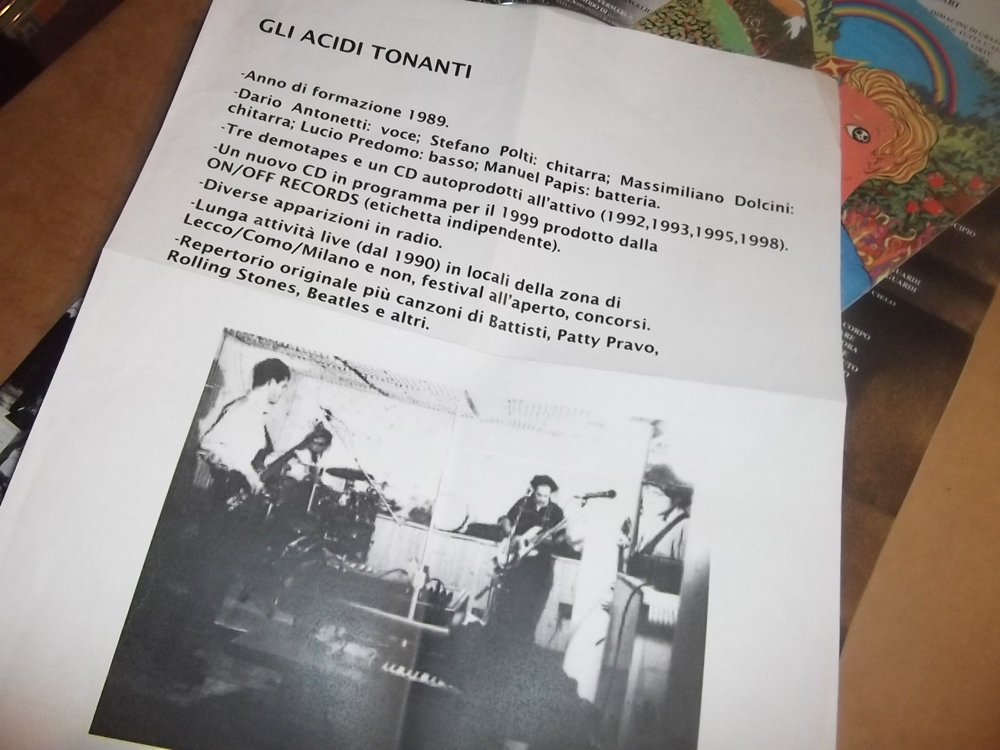 GLI ACIDI TONANTI
-Anno di formazione 1989.
-Dario Antonetti: voce; Stefano Polti: chitarra; Massimiliano Dolcini:
chitarra; Lucio Predomo: basso; Manuel Papis: batteria.
-Tre demotapes e un CD autoprodotti all'attivo (1992,1993,1995,1998).
-Un nuovo CD in programma per il 1999 prodotto dalla
ON/OFF RECORDS (etichetta indipendente).
-Diverse apparizioni in radio.
-Lunga attività live (dal 1990) in locali della zona di
Lecco/Como/Milano e non, festival all'aperto, concorsi.
-Repertorio originale più canzoni di Battisti, Patty Pravo,
Rolling Stones, Beatles e altri.
CIELO
CORPO